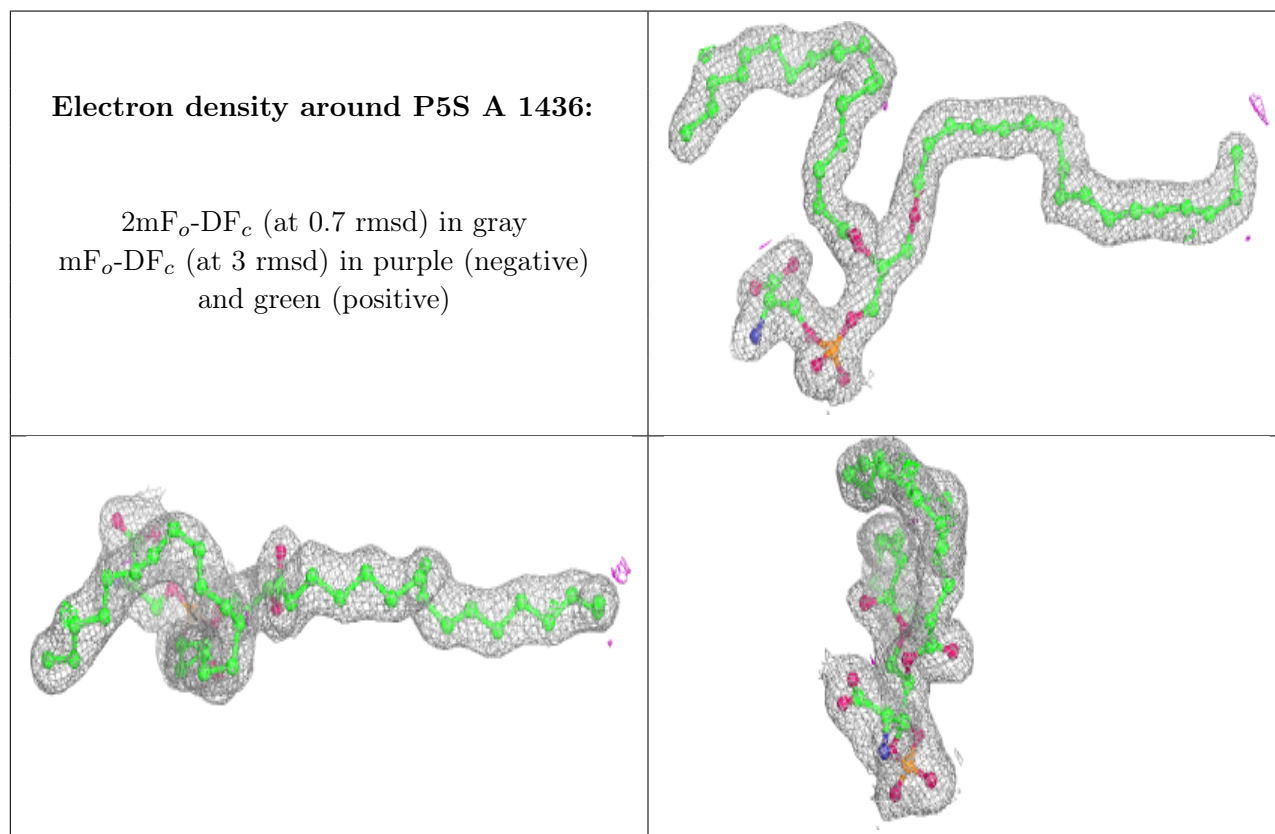 Electron density around P5S A 1436:
2mFₒ-DF𝒸 (at 0.7 rmsd) in gray
mFₒ-DF𝒸 (at 3 rmsd) in purple (negative)
and green (positive)